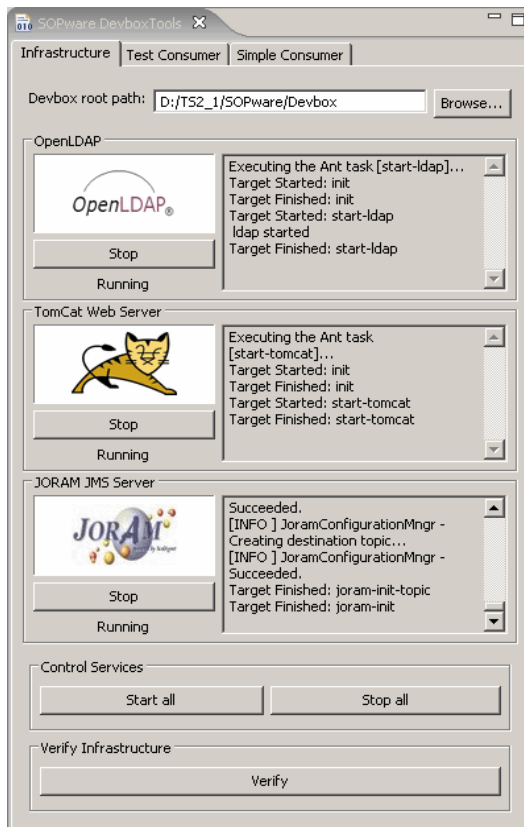 SOPware DevboxTools
Infrastructure
Test Consumer
Simple Consumer
Devbox root path:
D:/TS2_1/SOPware/Devbox
Browse...
OpenLDAP
OpenLDAP®
Stop
Running
Executing the Ant task [start-ldap]...
Target Started: init
Target Finished: init
Target Started: start-ldap
ldap started
Target Finished: start-ldap
TomCat Web Server
Stop
Running
Executing the Ant task
[start-tomcat]...
Target Started: init
Target Finished: init
Target Started: start-tomcat
Target Finished: start-tomcat
JORAM JMS Server
JORAM
Stop
Running
Succeeded.
[INFO ] JoramConfigurationMngr -
Creating destination topic...
[INFO ] JoramConfigurationMngr -
Succeeded.
Target Finished: joram-init-topic
Target Finished: joram-init
Control Services
Start all
Stop all
Verify Infrastructure
Verify